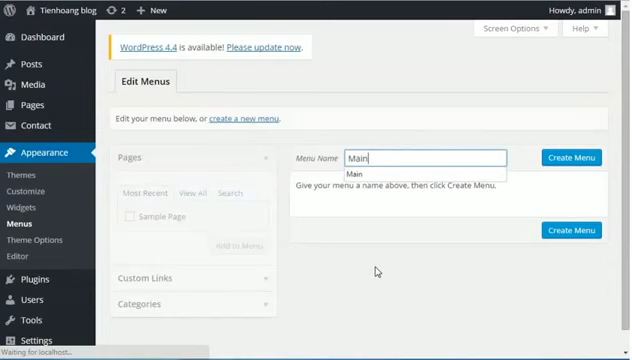 Tienhoang blog 2 + New Howdy, admin
Screen Options Help
Dashboard
WordPress 4.4 is available! Please update now.
Posts
Media
Edit Menus
Pages
Contact
Edit your menu below, or create a new menu.
Appearance
Pages
Menu Name Main Create Menu
Main
Themes
Give your menu a name above, then click Create Menu.
Customize
Most Recent View All Search
Widgets
Sample Page
Menus
Create Menu
Theme Options
Add to Menu
Editor
Plugins
Custom Links
Users
Categories
Tools
Settings
Waiting for localhost...